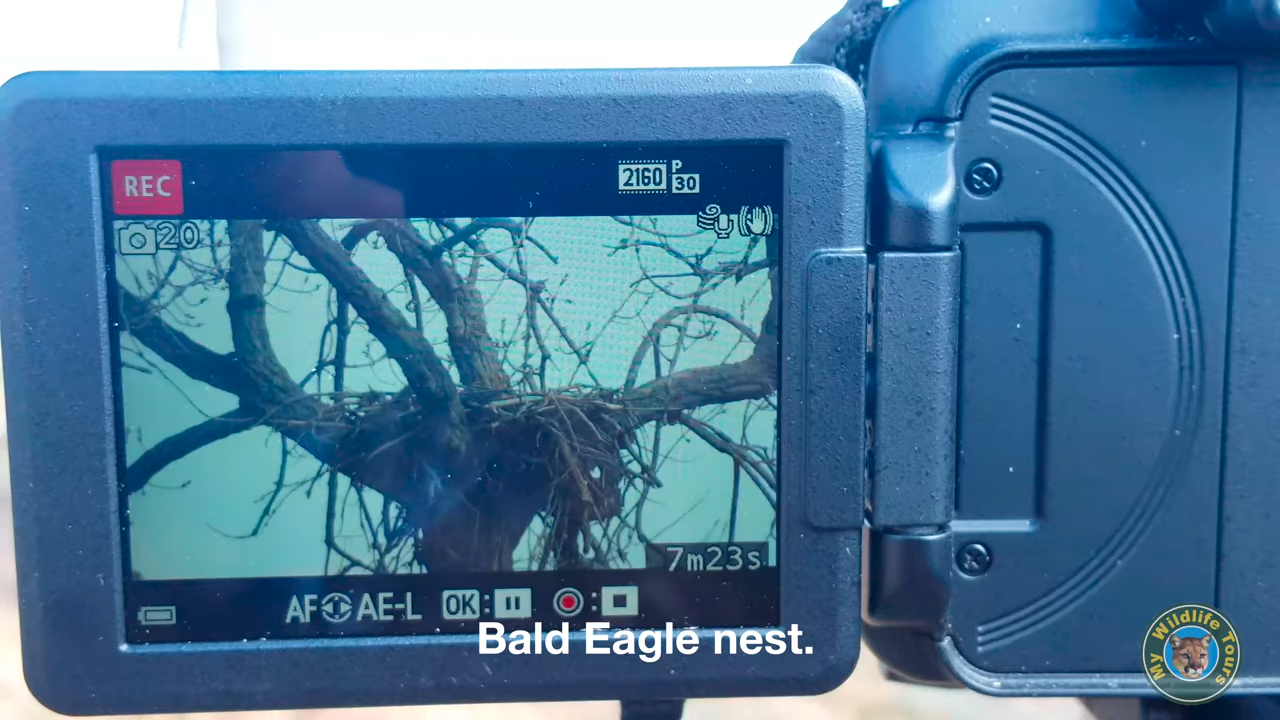 REC
2160 P 30
20
7m23s
AF AE-L OK: :
Bald Eagle nest.
My Wildlife Tours